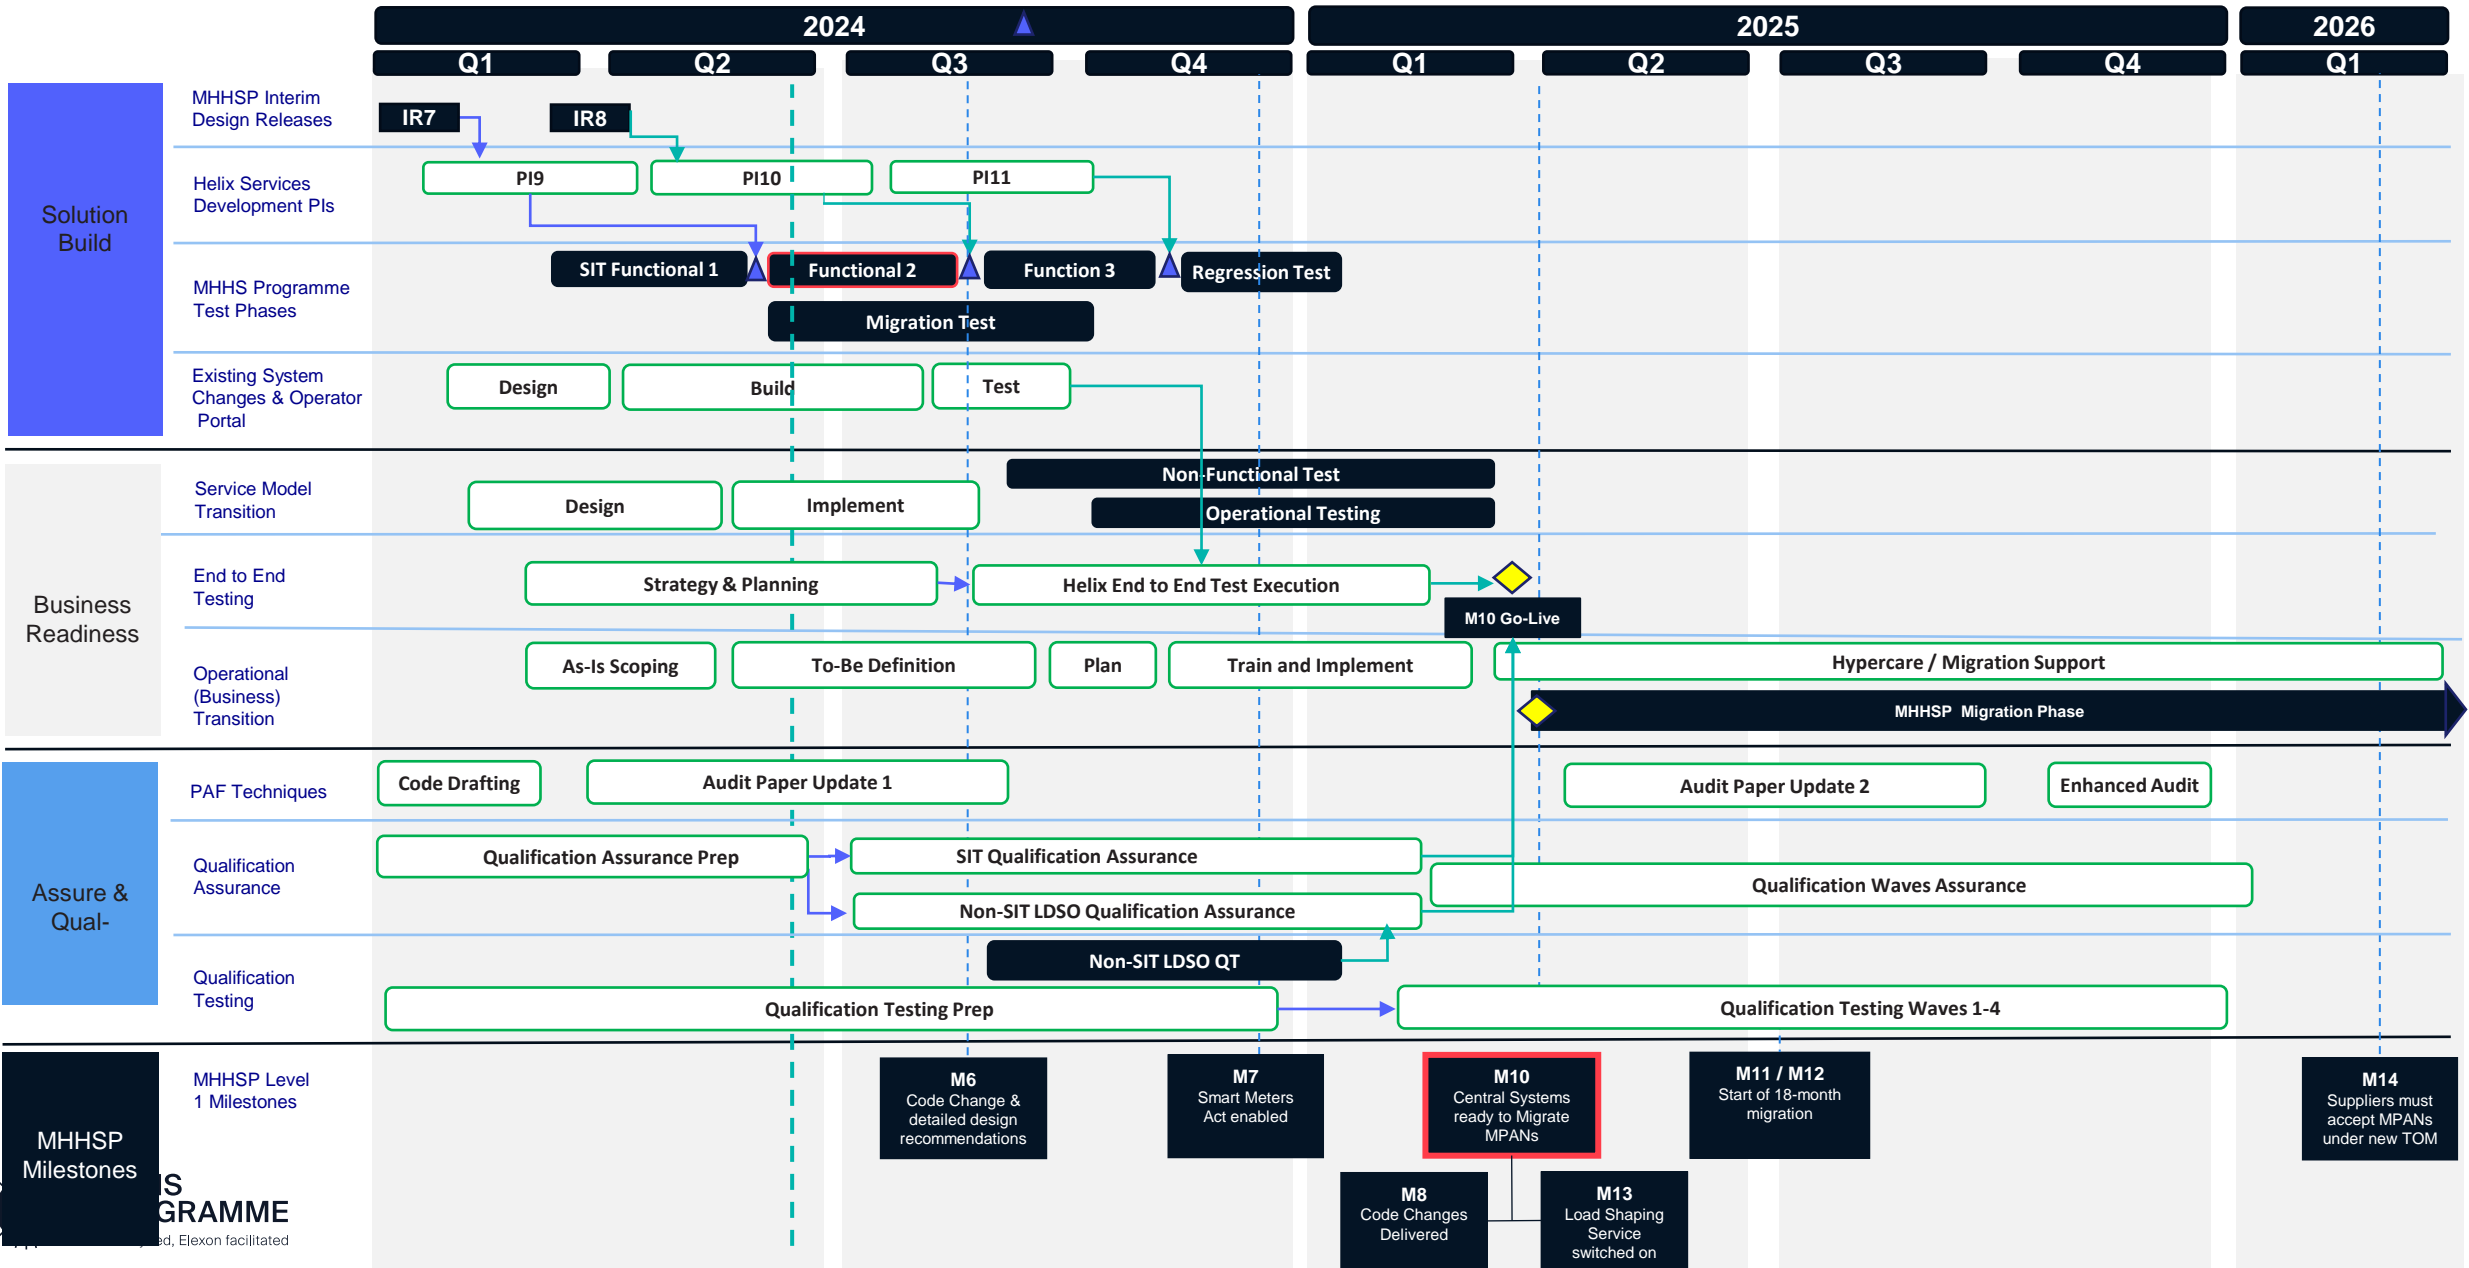 2024
2025
2026
Q1
Q2
Q3
Q4
Q1
Q2
Q3
Q4
Q1
Solution
Build
MHHSP Interim
Design Releases
IR7
IR8
Helix Services
Development PIs
PI9
PI10
PI11
MHHS Programme
Test Phases
SIT Functional 1
Functional 2
Function 3
Regression Test
Migration Test
Existing System
Changes & Operator
Portal
Design
Build
Test
Business
Readiness
Service Model
Transition
Design
Implement
Non-Functional Test
Operational Testing
End to End
Testing
Strategy & Planning
Helix End to End Test Execution
M10 Go-Live
Operational
(Business)
Transition
As-Is Scoping
To-Be Definition
Plan
Train and Implement
Hypercare / Migration Support
MHHSP Migration Phase
Assure &
Qual-
PAF Techniques
Code Drafting
Audit Paper Update 1
Audit Paper Update 2
Enhanced Audit
Qualification
Assurance
Qualification Assurance Prep
SIT Qualification Assurance
Qualification Waves Assurance
Non-SIT LDSO Qualification Assurance
Qualification
Testing
Non-SIT LDSO QT
Qualification Testing Prep
Qualification Testing Waves 1-4
MHHSP
Milestones
MHHSP Level
1 Milestones
M6
Code Change &
detailed design
recommendations
M7
Smart Meters
Act enabled
M10
Central Systems
ready to Migrate
MPANs
M11 / M12
Start of 18-month
migration
M14
Suppliers must
accept MPANs
under new TOM
M8
Code Changes
Delivered
M13
Load Shaping
Service
switched on
IS
GRAMME
ed, Elexon facilitated